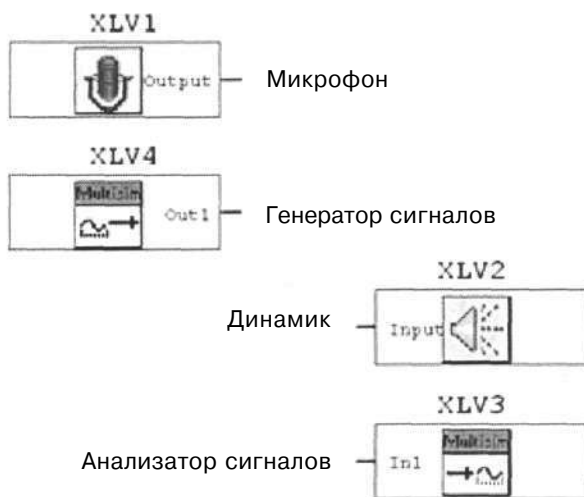 XLV1
Output
Микрофон
XLV4
Multisim
Out1
Генератор сигналов
XLV2
Динамик
Input
XLV3
Multisim
Анализатор сигналов
In1